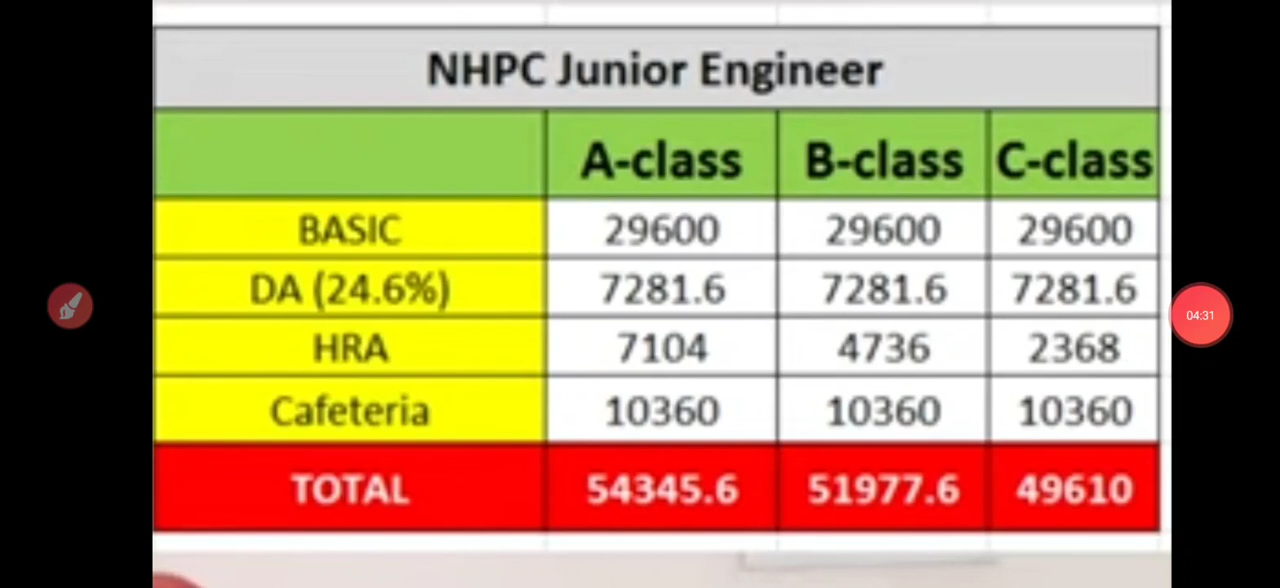 NHPC Junior Engineer
A-class B-class C-class
BASIC 29600 29600 29600
DA (24.6%) 7281.6 7281.6 7281.6
HRA 7104 4736 2368
Cafeteria 10360 10360 10360
TOTAL 54345.6 51977.6 49610
04:31